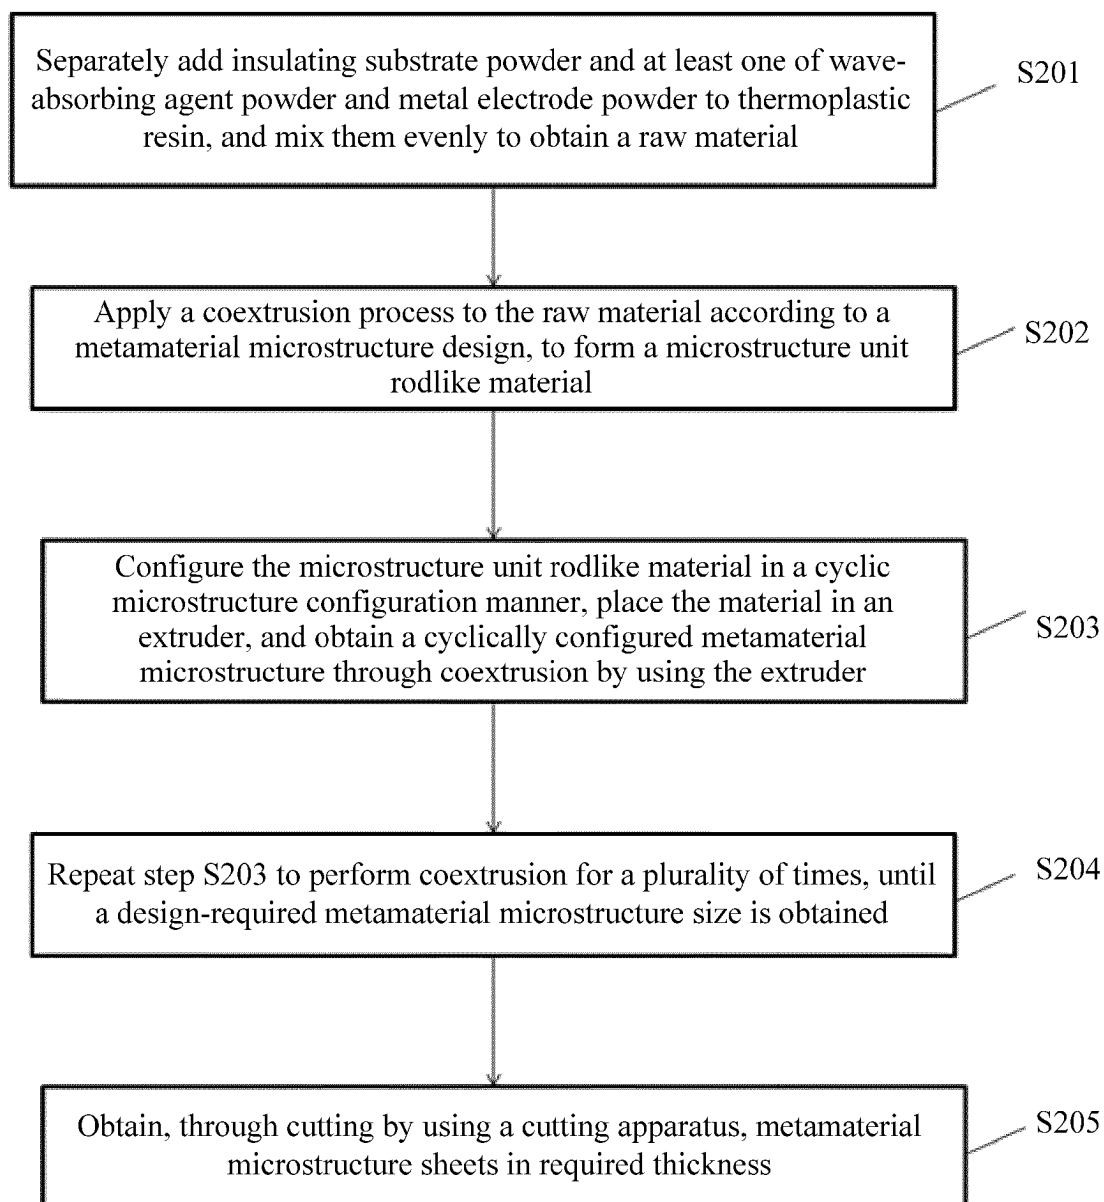 Separately add insulating substrate powder and at least one of wave-
absorbing agent powder and metal electrode powder to thermoplastic
resin, and mix them evenly to obtain a raw material
S201
Apply a coextrusion process to the raw material according to a
metamaterial microstructure design, to form a microstructure unit
rodlike material
S202
Configure the microstructure unit rodlike material in a cyclic
microstructure configuration manner, place the material in an
extruder, and obtain a cyclically configured metamaterial
microstructure through coextrusion by using the extruder
S203
Repeat step S203 to perform coextrusion for a plurality of times, until
a design-required metamaterial microstructure size is obtained
S204
Obtain, through cutting by using a cutting apparatus, metamaterial
microstructure sheets in required thickness
S205